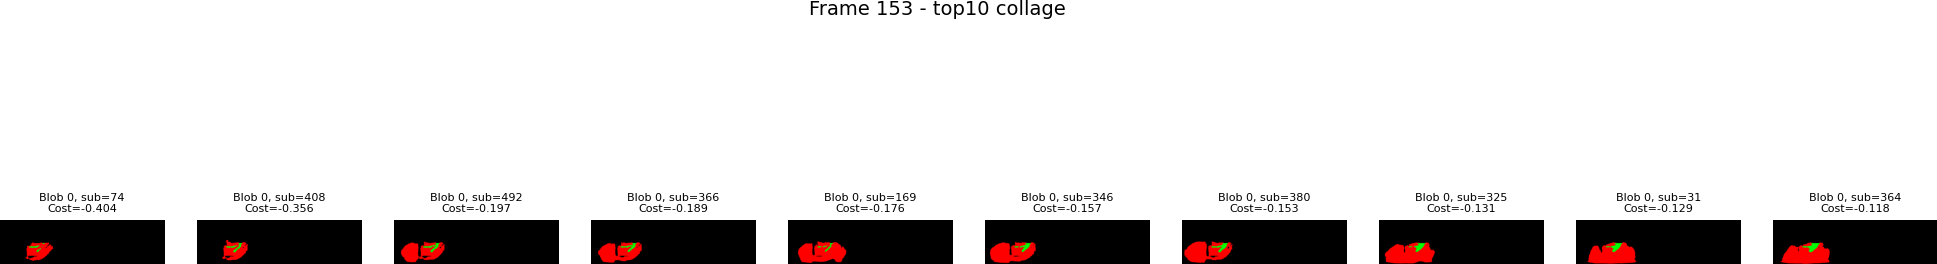 Frame 153 - top10 collage
Blob 0, sub=74
Cost=-0.404
Blob 0, sub=408
Cost=-0.356
Blob 0, sub=492
Cost=-0.197
Blob 0, sub=366
Cost=-0.189
Blob 0, sub=169
Cost=-0.176
Blob 0, sub=346
Cost=-0.157
Blob 0, sub=380
Cost=-0.153
Blob 0, sub=325
Cost=-0.131
Blob 0, sub=31
Cost=-0.129
Blob 0, sub=364
Cost=-0.118